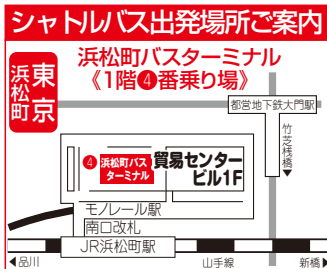 シャトルバス出発場所ご案内
東京
浜松町
浜松町バスターミナル
《1階❹番乗り場》
都営地下鉄大門駅
竹芝桟橋▼
❹ 浜松町バス
ターミナル
貿易センター
ビル1F
モノレール駅
南口改札
JR浜松町駅
◀品川
山手線
新橋▶